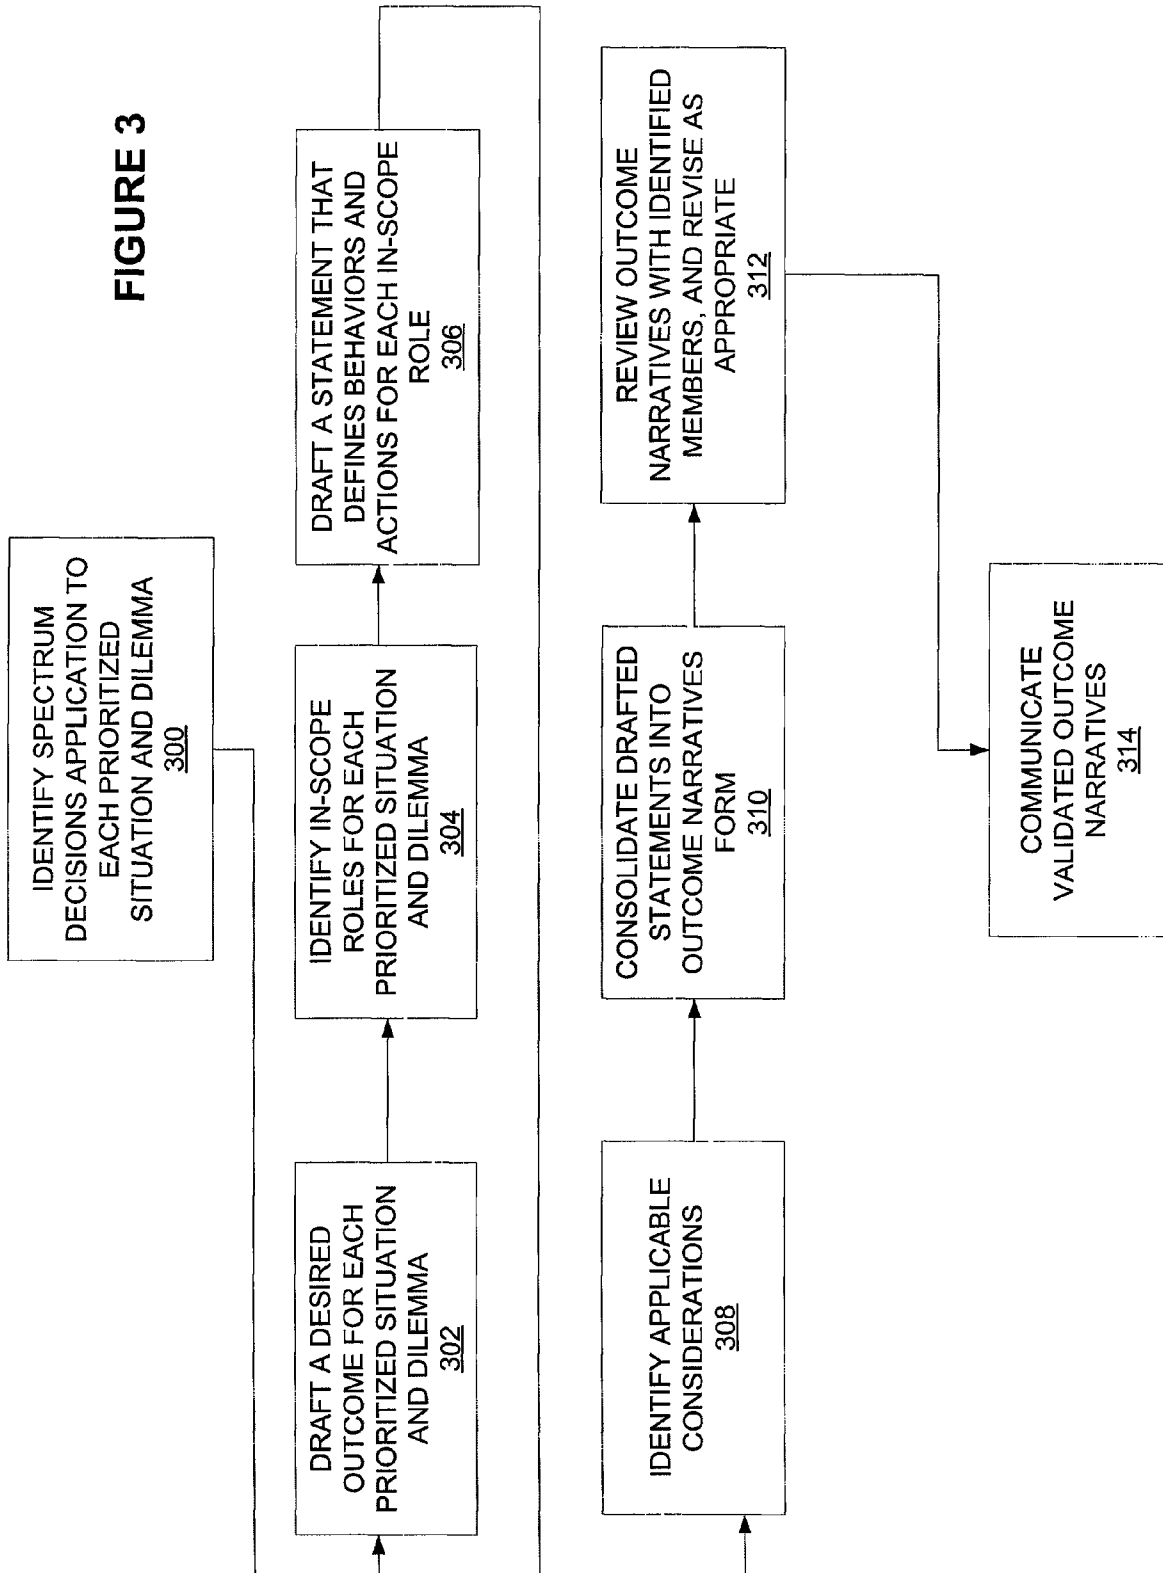 FIGURE 3
IDENTIFY SPECTRUM
DECISIONS APPLICATION TO
EACH PRIORITIZED
SITUATION AND DILEMMA
300
DRAFT A DESIRED
OUTCOME FOR EACH
PRIORITIZED SITUATION
AND DILEMMA
302
IDENTIFY IN-SCOPE
ROLES FOR EACH
PRIORITIZED SITUATION
AND DILEMMA
304
DRAFT A STATEMENT THAT
DEFINES BEHAVIORS AND
ACTIONS FOR EACH IN-SCOPE
ROLE
306
IDENTIFY APPLICABLE
CONSIDERATIONS
308
CONSOLIDATE DRAFTED
STATEMENTS INTO
OUTCOME NARRATIVES
FORM
310
REVIEW OUTCOME
NARRATIVES WITH IDENTIFIED
MEMBERS, AND REVISE AS
APPROPRIATE
312
COMMUNICATE
VALIDATED OUTCOME
NARRATIVES
314